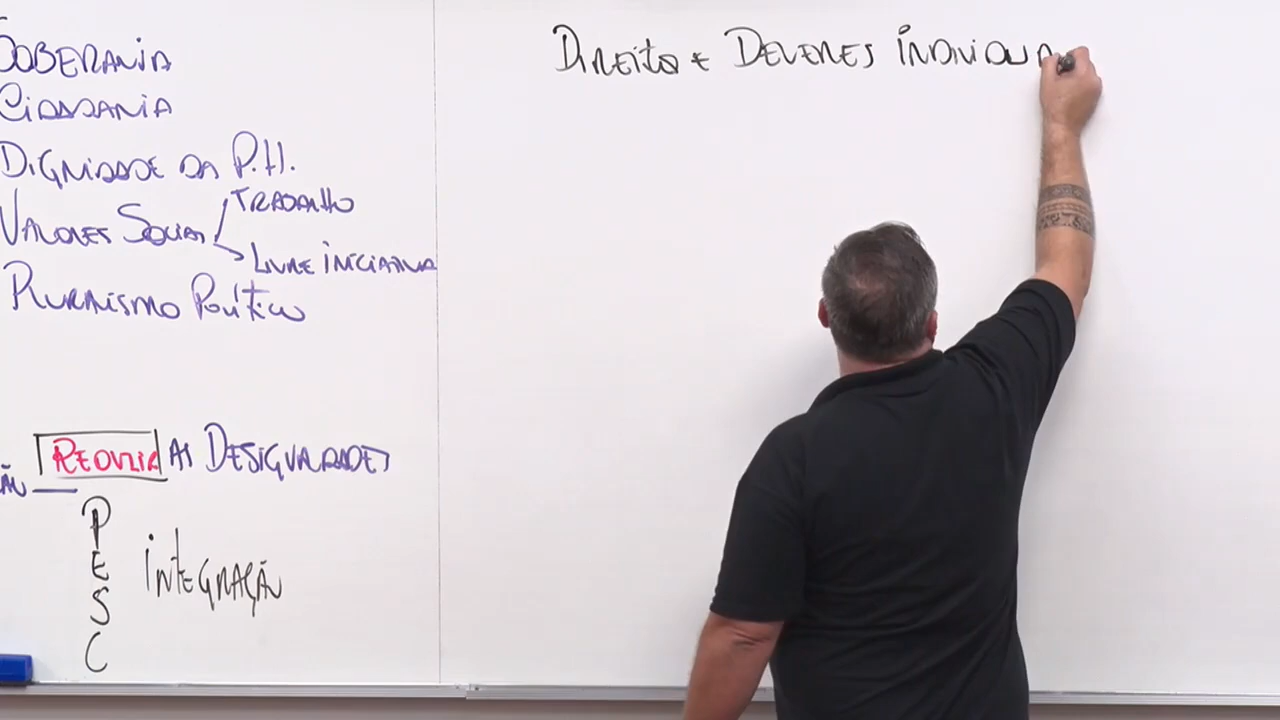 SOBERANIA
CIDADANIA
DIGNIDADE DA P.H.
VALORES SOCIAIS
TRABALHO
LIVRE INICIATIVA
PLURALISMO POLÍTICO
REDUZIR AS DESIGUALDADES
P
E
S
C
INTEGRAÇÃO
DIREITOS E DEVERES INDIVIDUA